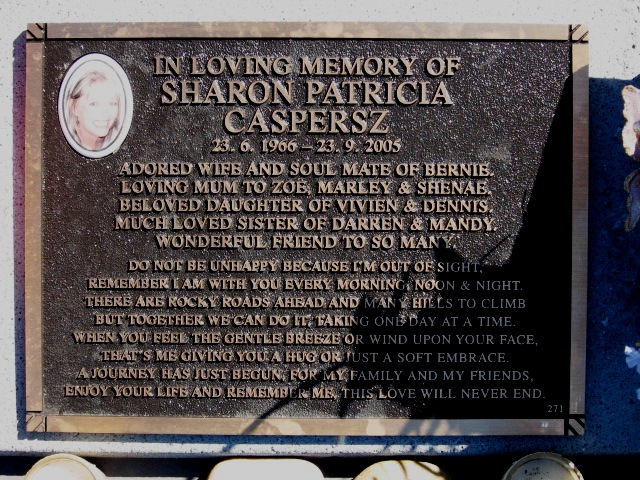 IN LOVING MEMORY OF
SHARON PATRICIA
CASPERSZ
23. 6. 1966 – 23. 9. 2005
ADORED WIFE AND SOUL MATE OF BERNIE.
LOVING MUM TO ZOE, MARLEY & SHENAE.
BELOVED DAUGHTER OF VIVIEN & DENNIS.
MUCH LOVED SISTER OF DARREN & MANDY.
WONDERFUL FRIEND TO SO MANY.
DO NOT BE UNHAPPY BECAUSE I'M OUT OF SIGHT,
REMEMBER I AM WITH YOU EVERY MORNING, NOON & NIGHT.
THERE ARE ROCKY ROADS AHEAD AND MANY HILLS TO CLIMB
BUT TOGETHER WE CAN DO IT, TAKING ONE DAY AT A TIME.
WHEN YOU FEEL THE GENTLE BREEZE OR WIND UPON YOUR FACE,
THAT'S ME GIVING YOU A HUG OR JUST A SOFT EMBRACE.
A JOURNEY HAS JUST BEGUN, FOR MY FAMILY AND MY FRIENDS,
ENJOY YOUR LIFE AND REMEMBER ME, THIS LOVE WILL NEVER END.
271